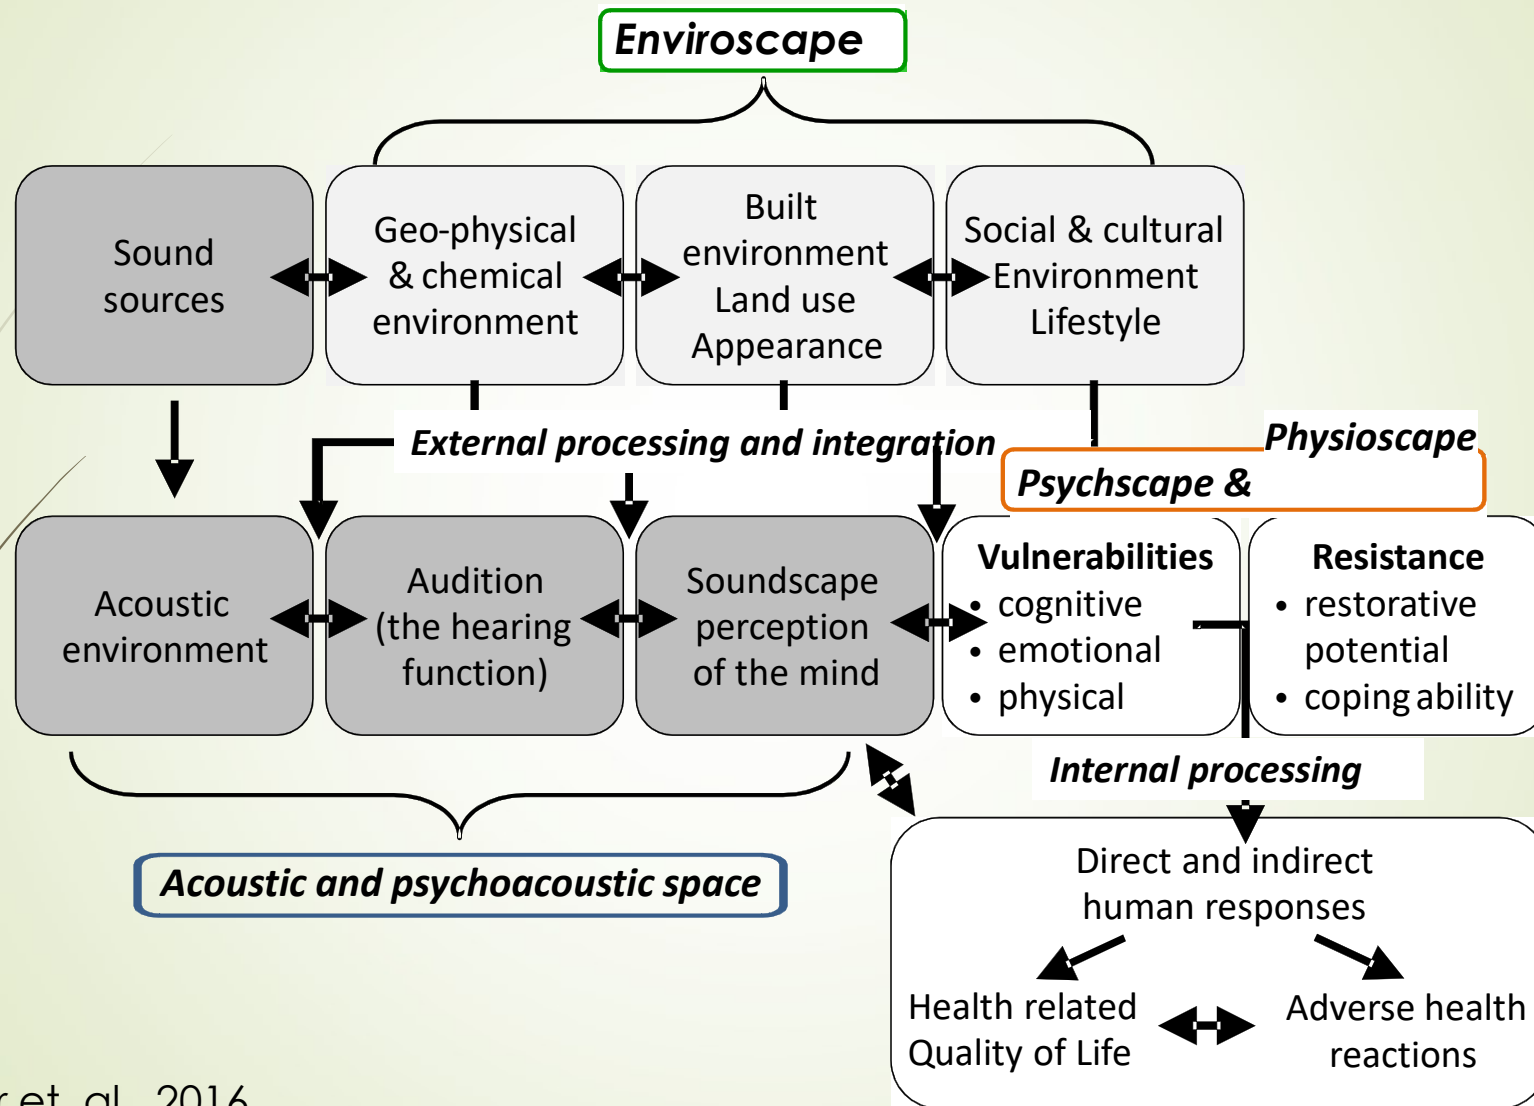 Enviroscape
Sound
sources
Geo-physical
& chemical
environment
Built
environment
Land use
Appearance
Social & cultural
Environment
Lifestyle
External processing and integration
Physioscape
Psychscape &
Acoustic
environment
Audition
(the hearing
function)
Soundscape
perception
of the mind
Vulnerabilities
• cognitive
• emotional
• physical
Resistance
• restorative
potential
• coping ability
Internal processing
Acoustic and psychoacoustic space
Direct and indirect
human responses
Health related
Quality of Life
Adverse health
reactions
et. al., 2016